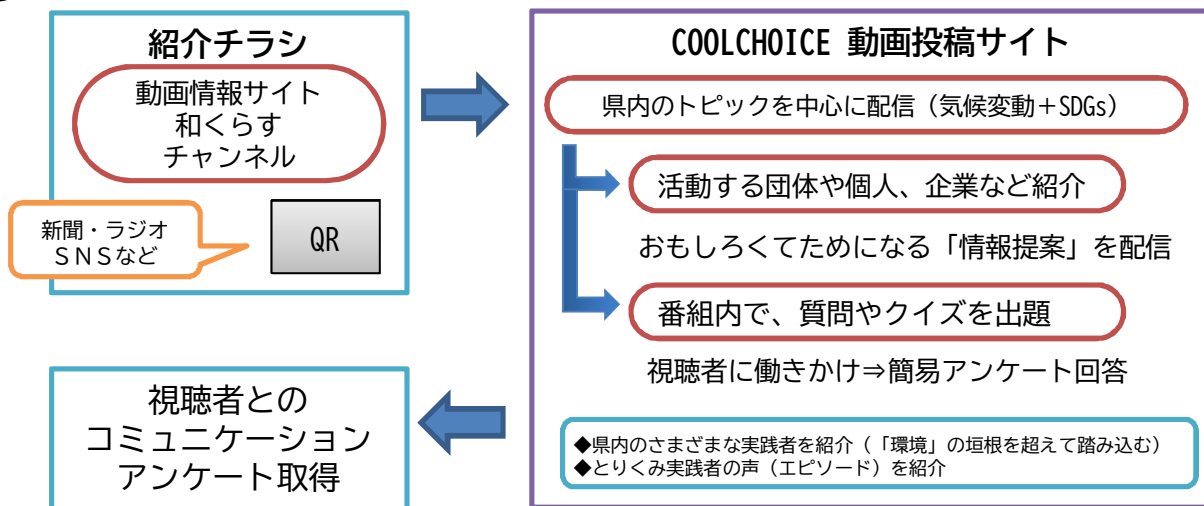 紹介チラシ
動画情報サイト
和くらす
チャンネル
新聞・ラジオ
ＳＮＳなど
QR
COOLCHOICE 動画投稿サイト
県内のトピックを中心に配信（気候変動＋SDGs）
活動する団体や個人、企業など紹介
おもしろくてためになる「情報提案」を配信
番組内で、質問やクイズを出題
視聴者に働きかけ⇒簡易アンケート回答
◆県内のさまざまな実践者を紹介（「環境」の垣根を超えて踏み込む）
◆とりくみ実践者の声（エピソード）を紹介
視聴者との
コミュニケーション
アンケート取得